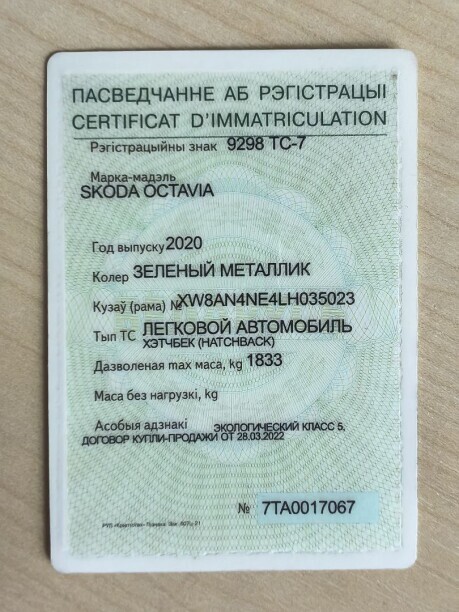 ПАСВЕДЧАННЕ АБ РЭГІСТРАЦЫІ
CERTIFICAT D'IMMATRICULATION
Рэгістрацыйны знак 9298 TC-7
Марка-мадэль
SKODA OCTAVIA
Год выпуску 2020
Колер ЗЕЛЕНЫЙ МЕТАЛЛИК
Кузаў (рама) № XW8AN4NE4LH035023
Тып ТС ЛЕГКОВОЙ АВТОМОБИЛЬ
ХЭТЧБЕК (HATCHBACK)
Дазволеная max маса, kg 1833
Маса без нагрузкі, kg
Асобыя адзнакі ЭКОЛОГИЧЕСКИЙ КЛАСС 5,
ДОГОВОР КУПЛИ-ПРОДАЖИ ОТ 28.03.2022
№ 7TA0017067